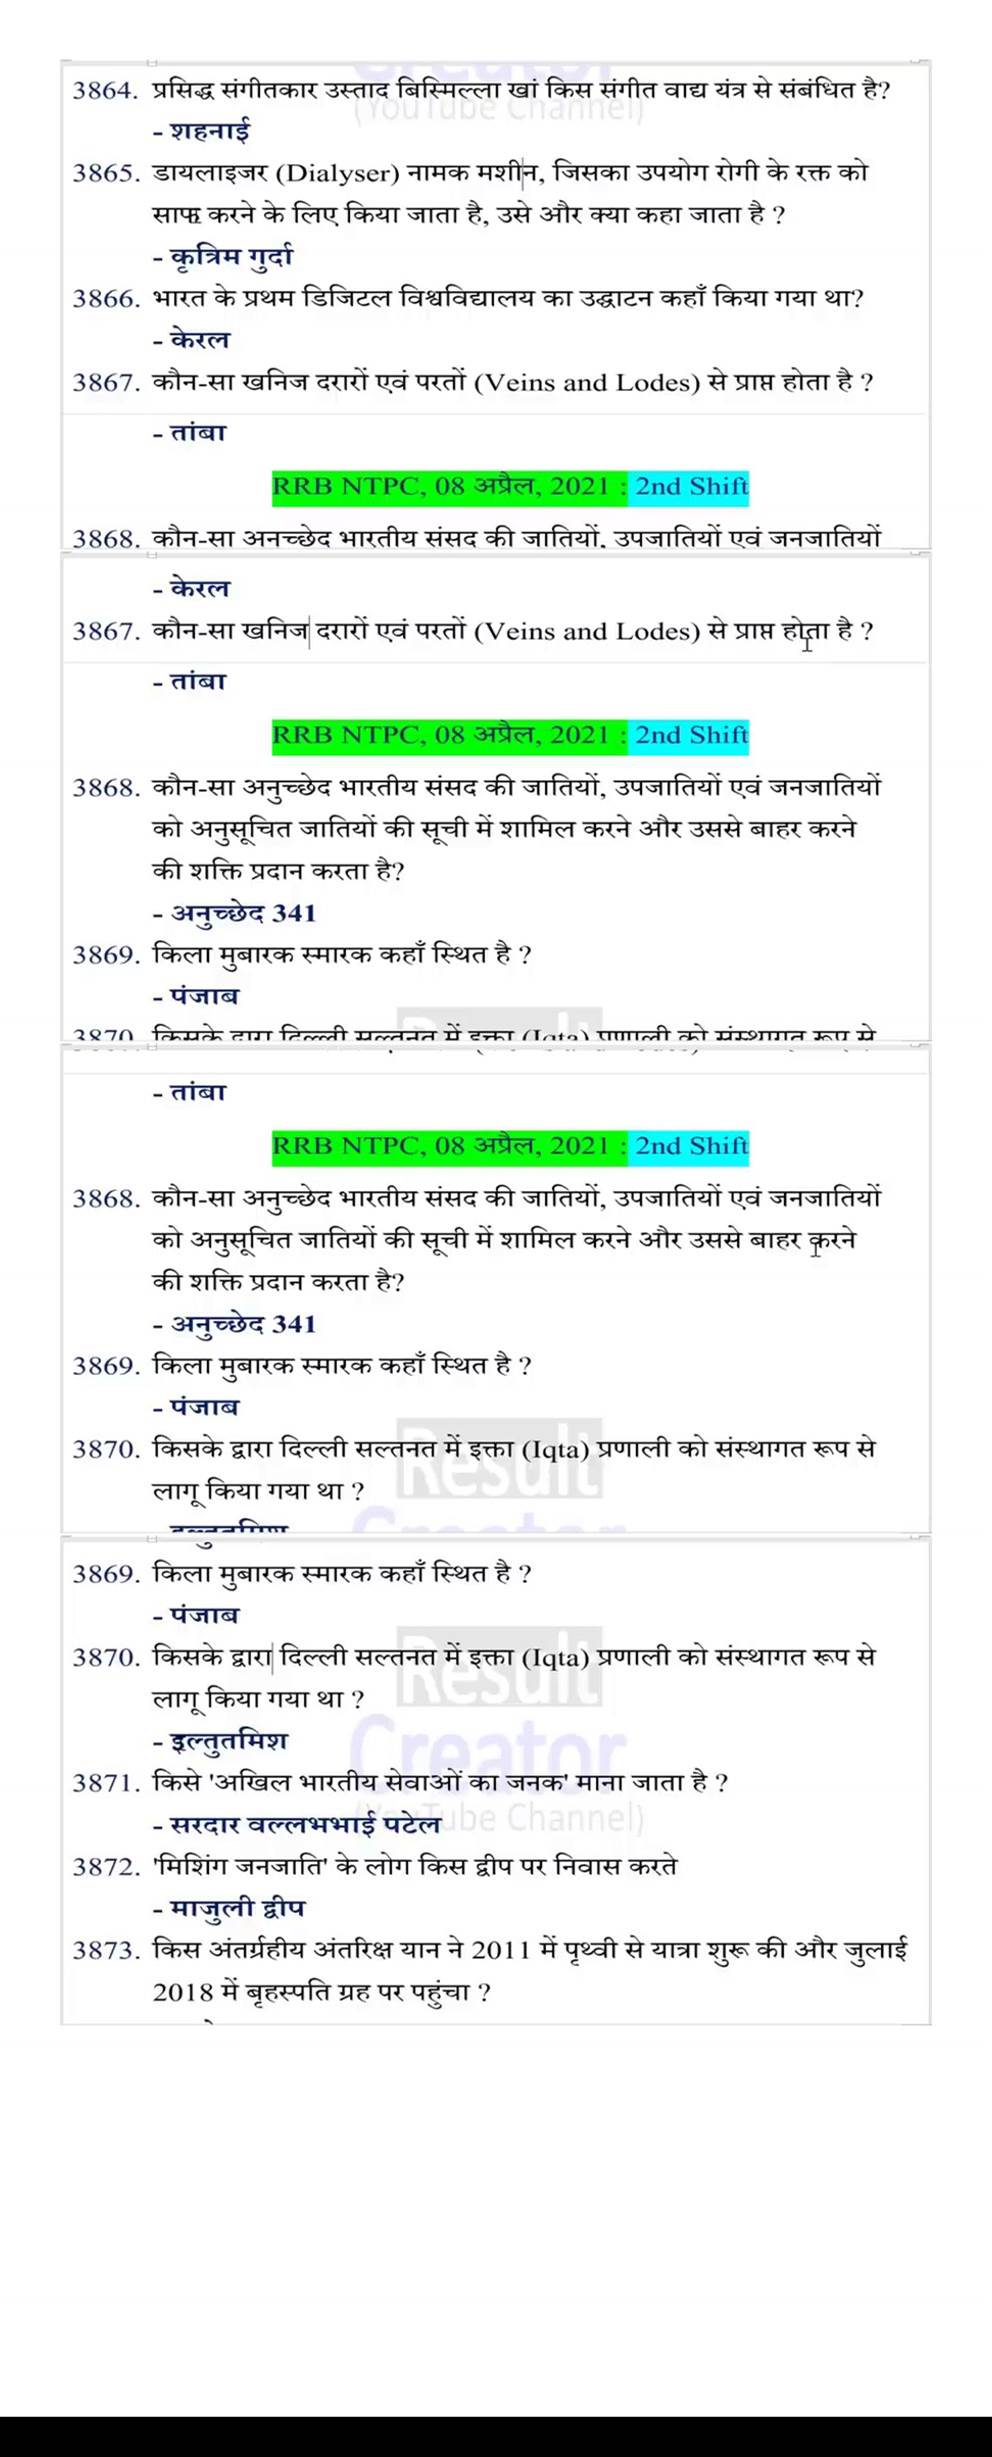 3864. प्रसिद्ध संगीतकार उस्ताद बिस्मिल्ला खां किस संगीत वाद्य यंत्र से संबंधित है?
(YouTube Channel)
- शहनाई
3865. डायलाइजर (Dialyser) नामक मशीन, जिसका उपयोग रोगी के रक्त को
साफ करने के लिए किया जाता है, उसे और क्या कहा जाता है ?
- कृत्रिम गुर्दा
3866. भारत के प्रथम डिजिटल विश्वविद्यालय का उद्घाटन कहाँ किया गया था?
- केरल
3867. कौन-सा खनिज दरारों एवं परतों (Veins and Lodes) से प्राप्त होता है ?
- तांबा
RRB NTPC, 08 अप्रैल, 2021 : 2nd Shift
3868. कौन-सा अनुच्छेद भारतीय संसद की जातियों, उपजातियों एवं जनजातियों
- केरल
3867. कौन-सा खनिज दरारों एवं परतों (Veins and Lodes) से प्राप्त होता है ?
- तांबा
RRB NTPC, 08 अप्रैल, 2021 : 2nd Shift
3868. कौन-सा अनुच्छेद भारतीय संसद की जातियों, उपजातियों एवं जनजातियों
को अनुसूचित जातियों की सूची में शामिल करने और उससे बाहर करने
की शक्ति प्रदान करता है?
- अनुच्छेद 341
3869. किला मुबारक स्मारक कहाँ स्थित है ?
- पंजाब
3870. किसके द्वारा दिल्ली सल्तनत में इक्ता (Iqta) प्रणाली को संस्थागत रूप से
- तांबा
RRB NTPC, 08 अप्रैल, 2021 : 2nd Shift
3868. कौन-सा अनुच्छेद भारतीय संसद की जातियों, उपजातियों एवं जनजातियों
को अनुसूचित जातियों की सूची में शामिल करने और उससे बाहर करने
की शक्ति प्रदान करता है?
- अनुच्छेद 341
3869. किला मुबारक स्मारक कहाँ स्थित है ?
- पंजाब
3870. किसके द्वारा दिल्ली सल्तनत में इक्ता (Iqta) प्रणाली को संस्थागत रूप से
Result
लागू किया गया था ?
3869. किला मुबारक स्मारक कहाँ स्थित है ?
- पंजाब
3870. किसके द्वारा दिल्ली सल्तनत में इक्ता (Iqta) प्रणाली को संस्थागत रूप से
Result
लागू किया गया था ?
- इल्तुतमिश
Creator
3871. किसे 'अखिल भारतीय सेवाओं का जनक' माना जाता है ?
(YouTube Channel)
- सरदार वल्लभभाई पटेल
3872. 'मिशिंग जनजाति' के लोग किस द्वीप पर निवास करते
- माजुली द्वीप
3873. किस अंतर्ग्रहीय अंतरिक्ष यान ने 2011 में पृथ्वी से यात्रा शुरू की और जुलाई
2018 में बृहस्पति ग्रह पर पहुंचा ?